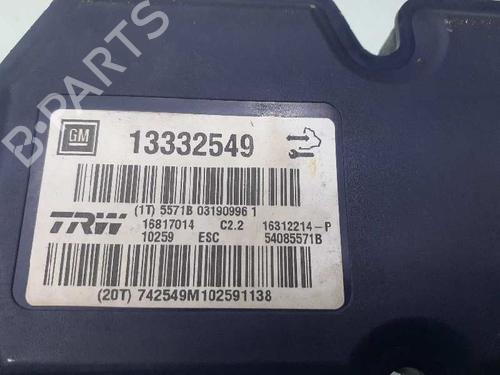 B-PARTS
GM 13332549
(1T) 5571B 03190996 1
TRW
16817014 C2.2 16312214-P
10259 ESC 54085571B
(20T) 742549M102591138